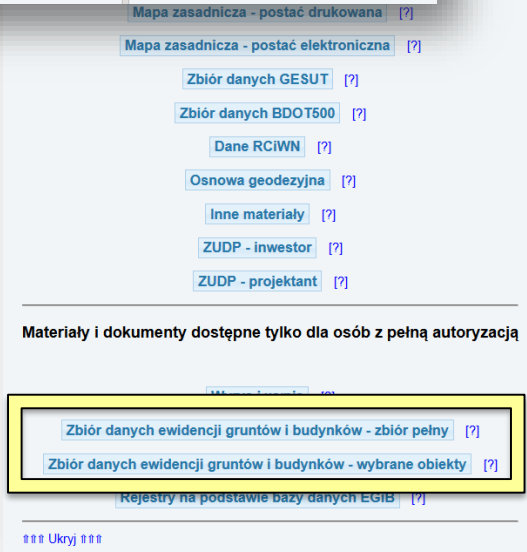 Mapa zasadnicza - postać drukowana [?]
Mapa zasadnicza - postać elektroniczna [?]
Zbiór danych GESUT [?]
Zbiór danych BDOT500 [?]
Dane RCiWN [?]
Osnowa geodezyjna [?]
Inne materiały [?]
ZUDP - inwestor [?]
ZUDP - projektant [?]
Materiały i dokumenty dostępne tylko dla osób z pełną autoryzacją
[?]
Zbiór danych ewidencji gruntów i budynków - zbiór pełny [?]
Zbiór danych ewidencji gruntów i budynków - wybrane obiekty [?]
Rejestry na podstawie bazy danych EGIB [?]
⇑⇑⇑ Ukryj ⇑⇑⇑